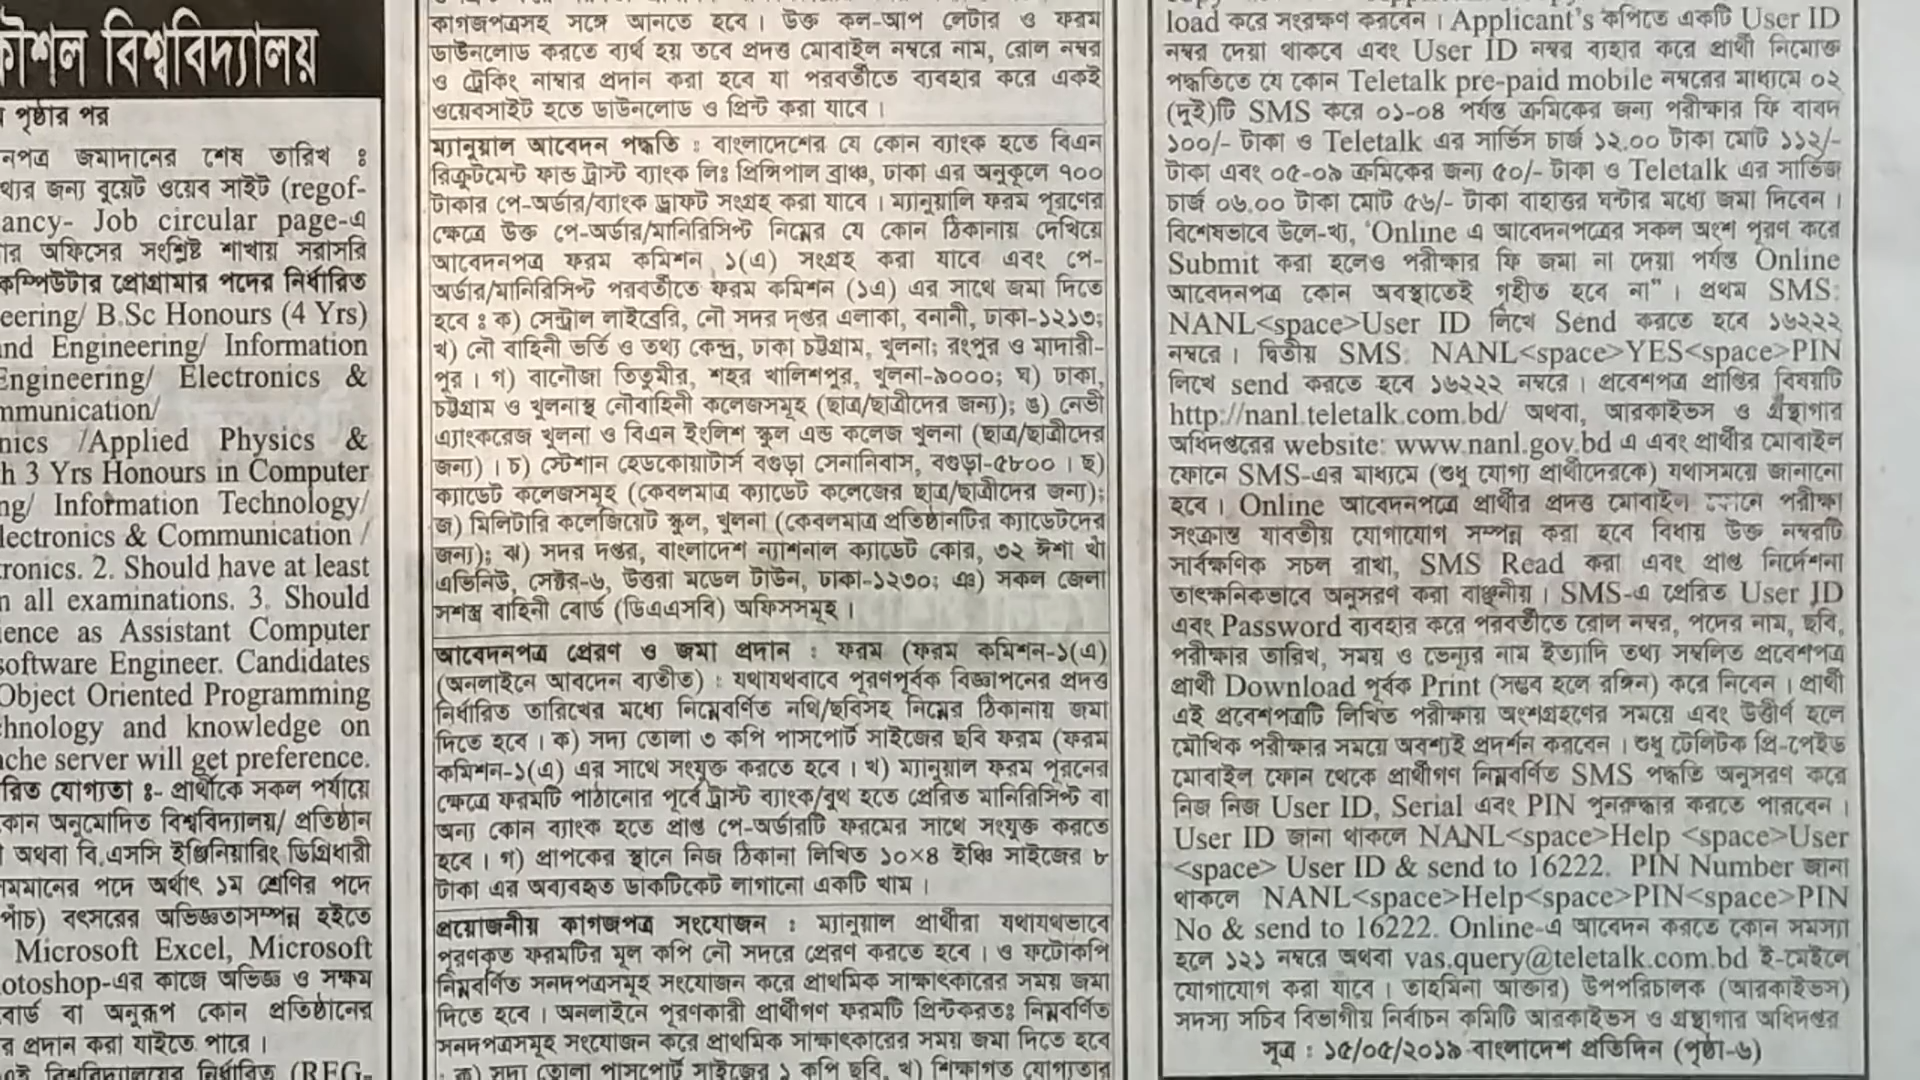 কৌশল বিশ্ববিদ্যালয়
পৃষ্ঠার পর
নপত্র জমাদানের শেষ তারিখ ঃ
থ্যর জন্য বুয়েট ওয়েব সাইট (regof-
ancy- Job circular page-এ
ার অফিসের সংশ্লিষ্ট শাখায় সরাসরি
কম্পিউটার প্রোগ্রামার পদের নির্ধারিত
eering/ B.Sc Honours (4 Yrs)
and Engineering/ Information
Engineering/ Electronics &
mmunication/
nics /Applied Physics &
h 3 Yrs Honours in Computer
ng/ Information Technology/
lectronics & Communication /
ronics. 2. Should have at least
n all examinations. 3. Should
ience as Assistant Computer
software Engineer. Candidates
Object Oriented Programming
chnology and knowledge on
ache server will get preference.
রিত যোগ্যতা ঃ- প্রার্থীকে সকল পর্যায়ে
কোন অনুমোদিত বিশ্ববিদ্যালয়/ প্রতিষ্ঠান
অথবা বি.এসসি ইঞ্জিনিয়ারিং ডিগ্রিধারী
সমমানের পদে অর্থাৎ ১ম শ্রেণির পদে
পাঁচ) বৎসরের অভিজ্ঞতাসম্পন্ন হইতে
Microsoft Excel, Microsoft
otoshop-এর কাজে অভিজ্ঞ ও সক্ষম
বোর্ড বা অনুরূপ কোন প্রতিষ্ঠানের
র প্রদান করা যাইতে পারে।
এই বিশ্ববিদ্যালয়ের নির্ধারিত (REG-
কাগজপত্রসহ সঙ্গে আনতে হবে। উক্ত কল-আপ লেটার ও ফরম
ডাউনলোড করতে ব্যর্থ হয় তবে প্রদত্ত মোবাইল নম্বরে নাম, রোল নম্বর
ও ট্রেকিং নাম্বার প্রদান করা হবে যা পরবর্তীতে ব্যবহার করে একই
ওয়েবসাইট হতে ডাউনলোড ও প্রিন্ট করা যাবে।
ম্যানুয়াল আবেদন পদ্ধতি : বাংলাদেশের যে কোন ব্যাংক হতে বিএন
রিক্রুটমেন্ট ফান্ড ট্রাস্ট ব্যাংক লিঃ প্রিন্সিপাল ব্রাঞ্চ, ঢাকা এর অনুকূলে ৭০০
টাকার পে-অর্ডার/ব্যাংক ড্রাফট সংগ্রহ করা যাবে। ম্যানুয়ালি ফরম পূরণের
ক্ষেত্রে উক্ত পে-অর্ডার/মানিরিসিপ্ট নিম্নের যে কোন ঠিকানায় দেখিয়ে
আবেদনপত্র ফরম কমিশন ১(এ) সংগ্রহ করা যাবে এবং পে-
অর্ডার/মানিরিসিপ্ট পরবর্তীতে ফরম কমিশন (১এ) এর সাথে জমা দিতে
হবে ঃ ক) সেন্ট্রাল লাইব্রেরি, নৌ সদর দপ্তর এলাকা, বনানী, ঢাকা-১২১৩;
খ) নৌ বাহিনী ভর্তি ও তথ্য কেন্দ্র, ঢাকা চট্টগ্রাম, খুলনা; রংপুর ও মাদারী-
পুর। গ) বানৌজা তিতুমীর, শহর খালিশপুর, খুলনা-৯০০০; ঘ) ঢাকা,
চট্টগ্রাম ও খুলনাস্থ নৌবাহিনী কলেজসমূহ (ছাত্র/ছাত্রীদের জন্য); ঙ) নেভী
এ্যাংকরেজ খুলনা ও বিএন ইংলিশ স্কুল এন্ড কলেজ খুলনা (ছাত্র/ছাত্রীদের
জন্য)। চ) স্টেশান হেডকোয়ার্টার্স বগুড়া সেনানিবাস, বগুড়া-৫৮০০। ছ)
ক্যাডেট কলেজসমূহ (কেবলমাত্র ক্যাডেট কলেজের ছাত্র/ছাত্রীদের জন্য);
জ) মিলিটারি কলেজিয়েট স্কুল, খুলনা (কেবলমাত্র প্রতিষ্ঠানটির ক্যাডেটদের
জন্য); ঝ) সদর দপ্তর, বাংলাদেশ ন্যাশনাল ক্যাডেট কোর, ৩২ ঈশা খাঁ
এভিনিউ, সেক্টর-৬, উত্তরা মডেল টাউন, ঢাকা-১২৩০; ঞ) সকল জেলা
সশস্ত্র বাহিনী বোর্ড (ডিএএসবি) অফিসসমূহ।
আবেদনপত্র প্রেরণ ও জমা প্রদান : ফরম (ফরম কমিশন-১(এ)
(অনলাইনে আবদেন ব্যতীত) : যথাযথবাবে পূরণপূর্বক বিজ্ঞাপনের প্রদত্ত
নির্ধারিত তারিখের মধ্যে নিম্নেবর্ণিত নথি/ছবিসহ নিম্নের ঠিকানায় জমা
দিতে হবে। ক) সদ্য তোলা ৩ কপি পাসপোর্ট সাইজের ছবি ফরম (ফরম
কমিশন-১(এ) এর সাথে সংযুক্ত করতে হবে। খ) ম্যানুয়াল ফরম পূরনের
ক্ষেত্রে ফরমটি পাঠানোর পূর্বে ট্রাস্ট ব্যাংক/বুথ হতে প্রেরিত মানিরিসিপ্ট বা
অন্য কোন ব্যাংক হতে প্রাপ্ত পে-অর্ডারটি ফরমের সাথে সংযুক্ত করতে
হবে। গ) প্রাপকের স্থানে নিজ ঠিকানা লিখিত ১০×৪ ইঞ্চি সাইজের ৮
টাকা এর অব্যবহৃত ডাকটিকেট লাগানো একটি খাম।
প্রয়োজনীয় কাগজপত্র সংযোজন : ম্যানুয়াল প্রার্থীরা যথাযথভাবে
পূরণকৃত ফরমটির মূল কপি নৌ সদরে প্রেরণ করতে হবে। ও ফটোকপি
নিম্নবর্ণিত সনদপত্রসমূহ সংযোজন করে প্রাথমিক সাক্ষাৎকারের সময় জমা
দিতে হবে। অনলাইনে পূরণকারী প্রার্থীগণ ফরমটি প্রিন্টকরতঃ নিম্নবর্ণিত
সনদপত্রসমূহ সংযোজন করে প্রাথমিক সাক্ষাৎকারের সময় জমা দিতে হবে
: ক) সদ্য তোলা পাসপোর্ট সাইজের ১ কপি ছবি, খ) শিক্ষাগত যোগ্যতার
load করে সংরক্ষণ করবেন। Applicant's কপিতে একটি User ID
নম্বর দেয়া থাকবে এবং User ID নম্বর ব্যহার করে প্রার্থী নিম্নোক্ত
পদ্ধতিতে যে কোন Teletalk pre-paid mobile নম্বরের মাধ্যমে ০২
(দুই)টি SMS করে ০১-০৪ পর্যন্ত ক্রমিকের জন্য পরীক্ষার ফি বাবদ
১০০/- টাকা ও Teletalk এর সার্ভিস চার্জ ১২.০০ টাকা মোট ১১২/-
টাকা এবং ০৫-০৯ ক্রমিকের জন্য ৫০/- টাকা ও Teletalk এর সার্ভিস
চার্জ ০৬.০০ টাকা মোট ৫৬/- টাকা বাহাত্তর ঘন্টার মধ্যে জমা দিবেন।
বিশেষভাবে উলে-খ্য, 'Online এ আবেদনপত্রের সকল অংশ পূরণ করে
Submit করা হলেও পরীক্ষার ফি জমা না দেয়া পর্যন্ত Online
আবেদনপত্র কোন অবস্থাতেই গৃহীত হবে না"। প্রথম SMS:
NANL<space>User ID লিখে Send করতে হবে ১৬২২২
নম্বরে। দ্বিতীয় SMS: NANL<space>YES<space>PIN
লিখে send করতে হবে ১৬২২২ নম্বরে। প্রবেশপত্র প্রাপ্তির বিষয়টি
http://nanl.teletalk.com.bd/ অথবা, আরকাইভস ও গ্রন্থাগার
অধিদপ্তরের website: www.nanl.gov.bd এ এবং প্রার্থীর মোবাইল
ফোনে SMS-এর মাধ্যমে (শুধু যোগ্য প্রার্থীদেরকে) যথাসময়ে জানানো
হবে। Online আবেদনপত্রে প্রার্থীর প্রদত্ত মোবাইল ফোনে পরীক্ষা
সংক্রান্ত যাবতীয় যোগাযোগ সম্পন্ন করা হবে বিধায় উক্ত নম্বরটি
সার্বক্ষণিক সচল রাখা, SMS Read করা এবং প্রাপ্ত নির্দেশনা
তাৎক্ষনিকভাবে অনুসরণ করা বাঞ্ছনীয়। SMS-এ প্রেরিত User ID
এবং Password ব্যবহার করে পরবর্তীতে রোল নম্বর, পদের নাম, ছবি,
পরীক্ষার তারিখ, সময় ও ভেন্যুর নাম ইত্যাদি তথ্য সম্বলিত প্রবেশপত্র
প্রার্থী Download পূর্বক Print (সম্ভব হলে রঙ্গিন) করে নিবেন। প্রার্থী
এই প্রবেশপত্রটি লিখিত পরীক্ষায় অংশগ্রহণের সময়ে এবং উত্তীর্ণ হলে
মৌখিক পরীক্ষার সময়ে অবশ্যই প্রদর্শন করবেন। শুধু টেলিটক প্রি-পেইড
মোবাইল ফোন থেকে প্রার্থীগণ নিম্নবর্ণিত SMS পদ্ধতি অনুসরণ করে
নিজ নিজ User ID, Serial এবং PIN পুনরুদ্ধার করতে পারবেন।
User ID জানা থাকলে NANL<space>Help <space>User
<space> User ID & send to 16222. PIN Number জানা
থাকলে NANL<space>Help<space>PIN<space>PIN
No & send to 16222. Online-এ আবেদন করতে কোন সমস্যা
হলে ১২১ নম্বরে অথবা vas.query@teletalk.com.bd ই-মেইলে
যোগাযোগ করা যাবে। তাহমিনা আক্তার) উপপরিচালক (আরকাইভস)
সদস্য সচিব বিভাগীয় নির্বাচন কমিটি আরকাইভস ও গ্রন্থাগার অধিদপ্তর
সূত্র : ১৫/০৫/২০১৯ বাংলাদেশ প্রতিদিন (পৃষ্ঠা-৬)